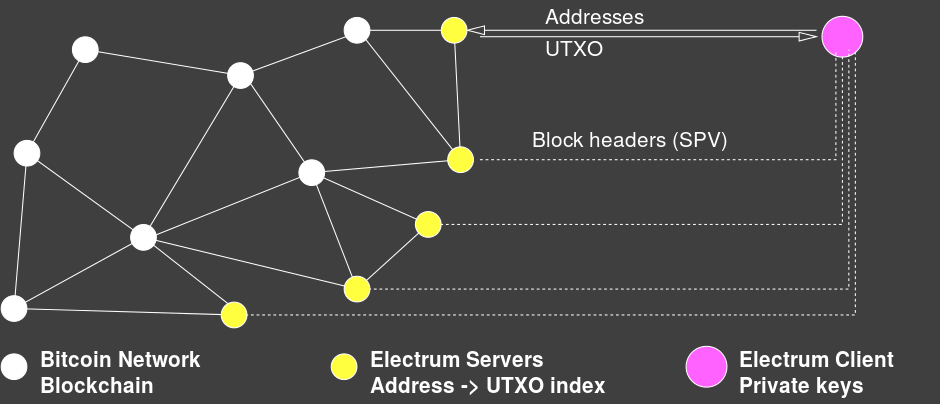 Addresses
UTXO
Block headers (SPV)
Bitcoin Network
Blockchain
Electrum Servers
Address -> UTXO index
Electrum Client
Private keys